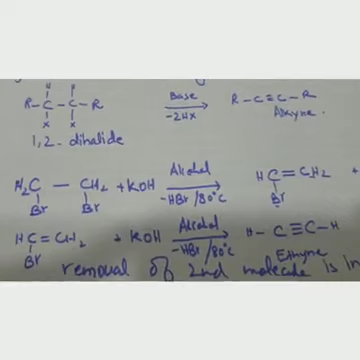 H H
R-C-C-R Base R-C≡C-R
X X -2HX Alkyne.
1,2-dihalide
H₂C — CH₂ + KOH Alcohol HC=CH₂ +
Br Br -HBr/80°C Br
HC=CH₂ + KOH Alcohol H-C≡C-H
Br -HBr/80°C Ethyne
removal of 2nd molecule is in